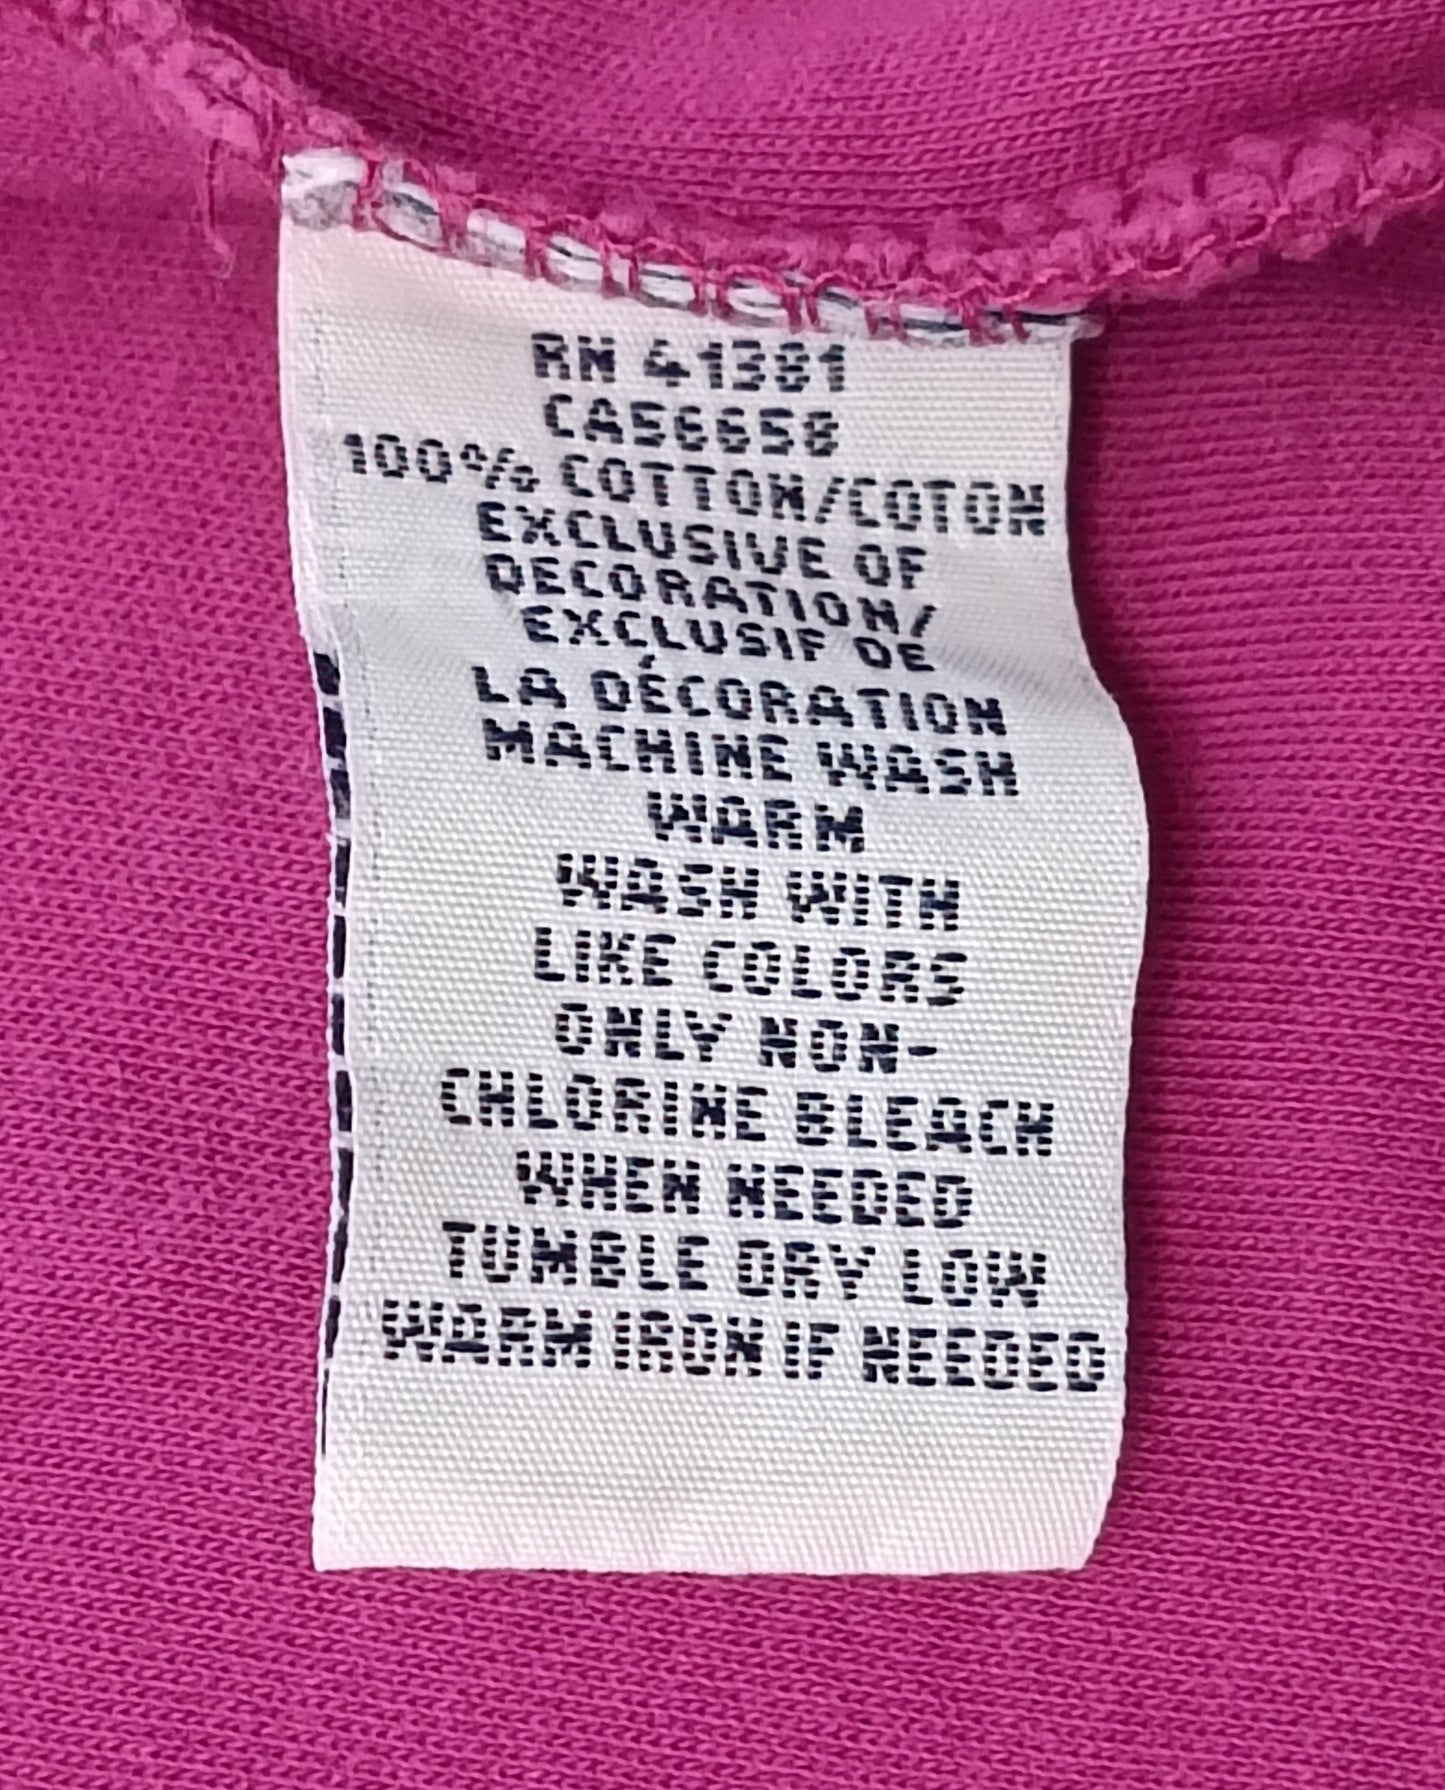 RN 41381
CA56658
100% COTTON/COTON
EXCLUSIVE OF
DECORATION/
EXCLUSIF DE
LA DÉCORATION
MACHINE WASH
WARM
WASH WITH
LIKE COLORS
ONLY NON-
CHLORINE BLEACH
WHEN NEEDED
TUMBLE DRY LOW
WARM IRON IF NEEDED